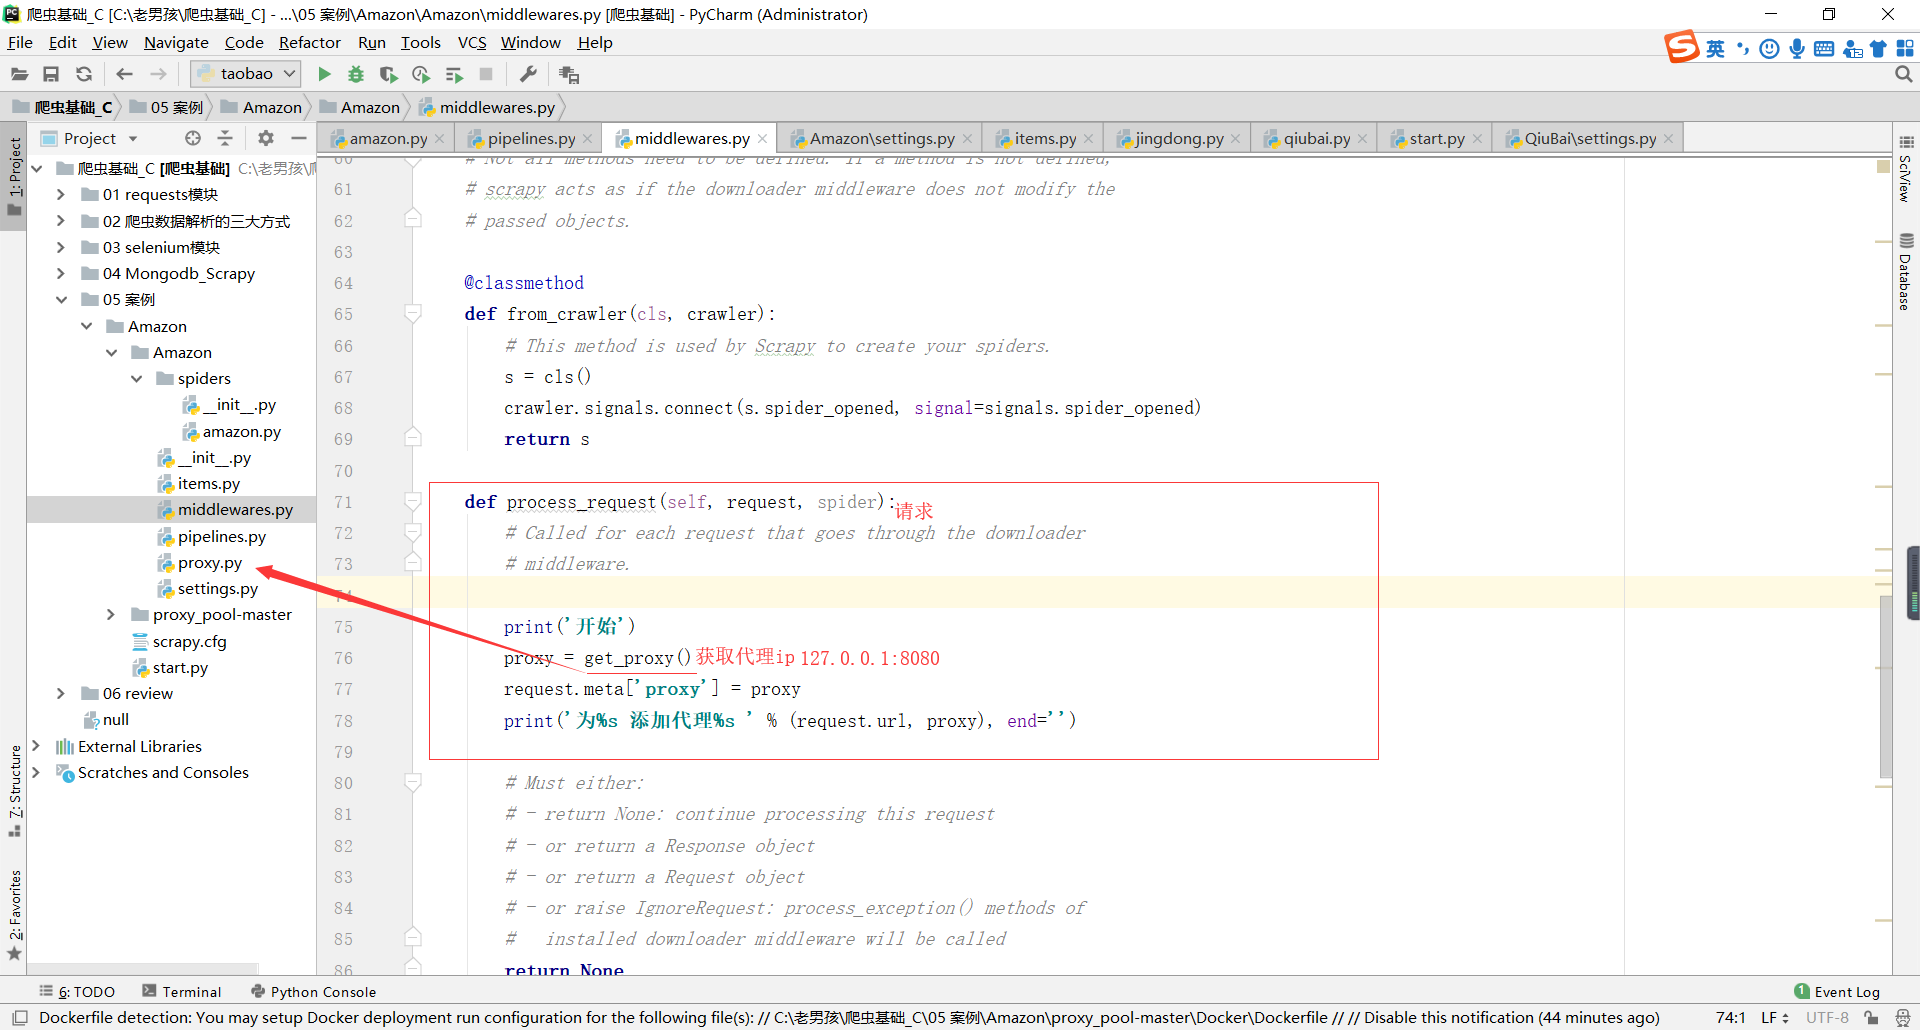 爬虫基础_C [C:\老男孩\爬虫基础_C] - ...\05 案例\Amazon\Amazon\middlewares.py [爬虫基础] - PyCharm (Administrator)
File Edit View Navigate Code Refactor Run Tools VCS Window Help
英
taobao
爬虫基础_C 05 案例 Amazon Amazon middlewares.py
Project
amazon.py pipelines.py middlewares.py Amazon\settings.py items.py jingdong.py qiubai.py start.py QiuBai\settings.py
1: Project
7: Structure
2: Favorites
SciView
Database
爬虫基础_C [爬虫基础] C:\老男孩\
01 requests模块
02 爬虫数据解析的三大方式
03 selenium模块
04 Mongodb_Scrapy
05 案例
Amazon
Amazon
spiders
__init__.py
amazon.py
__init__.py
items.py
middlewares.py
pipelines.py
proxy.py
settings.py
proxy_pool-master
scrapy.cfg
start.py
06 review
null
External Libraries
Scratches and Consoles
60 # Not all methods need to be defined. If a method is not defined,
61 # scrapy acts as if the downloader middleware does not modify the
62 # passed objects.
63
64 @classmethod
65 def from_crawler(cls, crawler):
66 # This method is used by Scrapy to create your spiders.
67 s = cls()
68 crawler.signals.connect(s.spider_opened, signal=signals.spider_opened)
69 return s
70
71 def process_request(self, request, spider): 请求
72 # Called for each request that goes through the downloader
73 # middleware.
74
75 print('开始')
76 proxy = get_proxy() 获取代理ip 127.0.0.1:8080
77 request.meta['proxy'] = proxy
78 print('为%s 添加代理%s ' % (request.url, proxy), end='')
79
80 # Must either:
81 # - return None: continue processing this request
82 # - or return a Response object
83 # - or return a Request object
84 # - or raise IgnoreRequest: process_exception() methods of
85 # installed downloader middleware will be called
86 return None
6: TODO Terminal Python Console
1 Event Log
Dockerfile detection: You may setup Docker deployment run configuration for the following file(s): // C:\老男孩\爬虫基础_C\05 案例\Amazon\proxy_pool-master\Docker\Dockerfile // // Disable this notification (44 minutes ago)
74:1 LF UTF-8